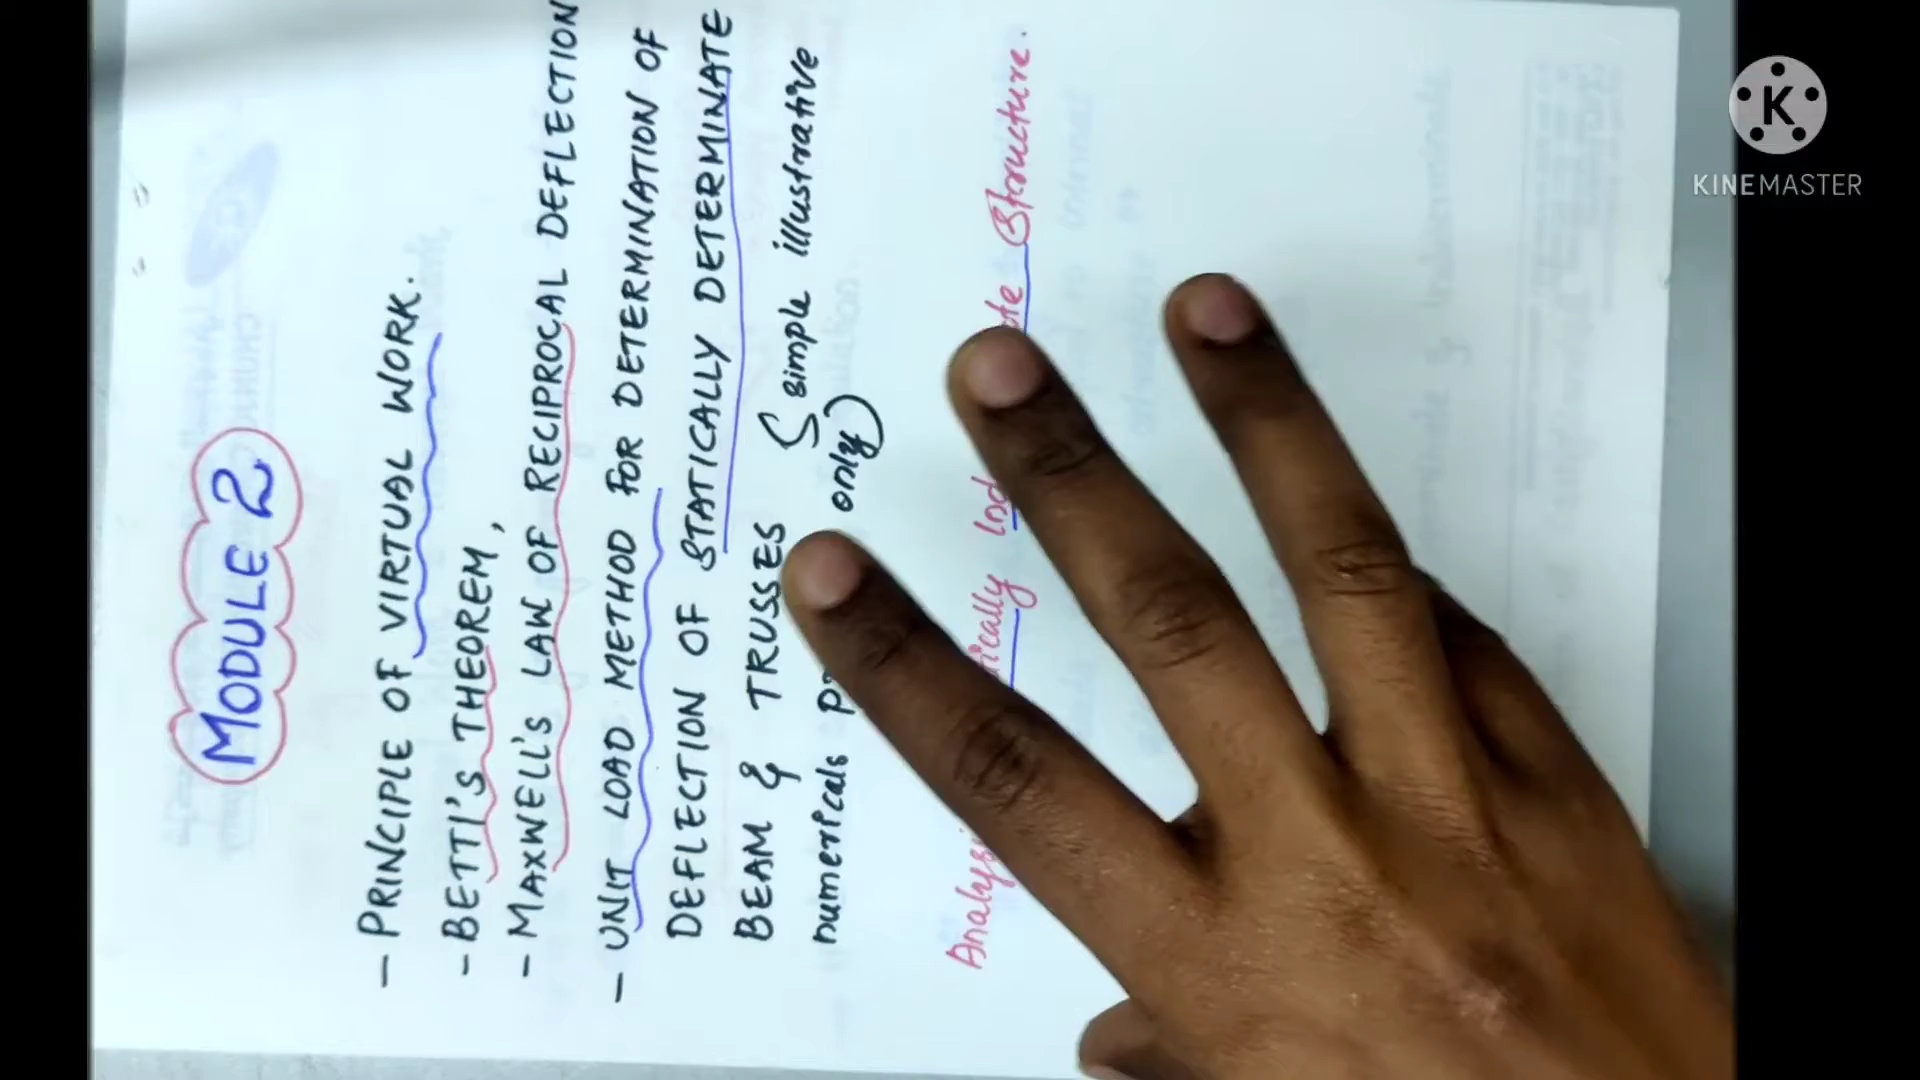 MODULE 2
- PRINCIPLE OF VIRTUAL WORK.
- BETTI'S THEOREM,
- MAXWELL'S LAW OF RECIPROCAL DEFLECTION
- UNIT LOAD METHOD FOR DETERMINATION OF
DEFLECTION OF STATICALLY DETERMINATE
BEAM & TRUSSES (simple illustrative
numericals only)
Structure.
KINEMASTER